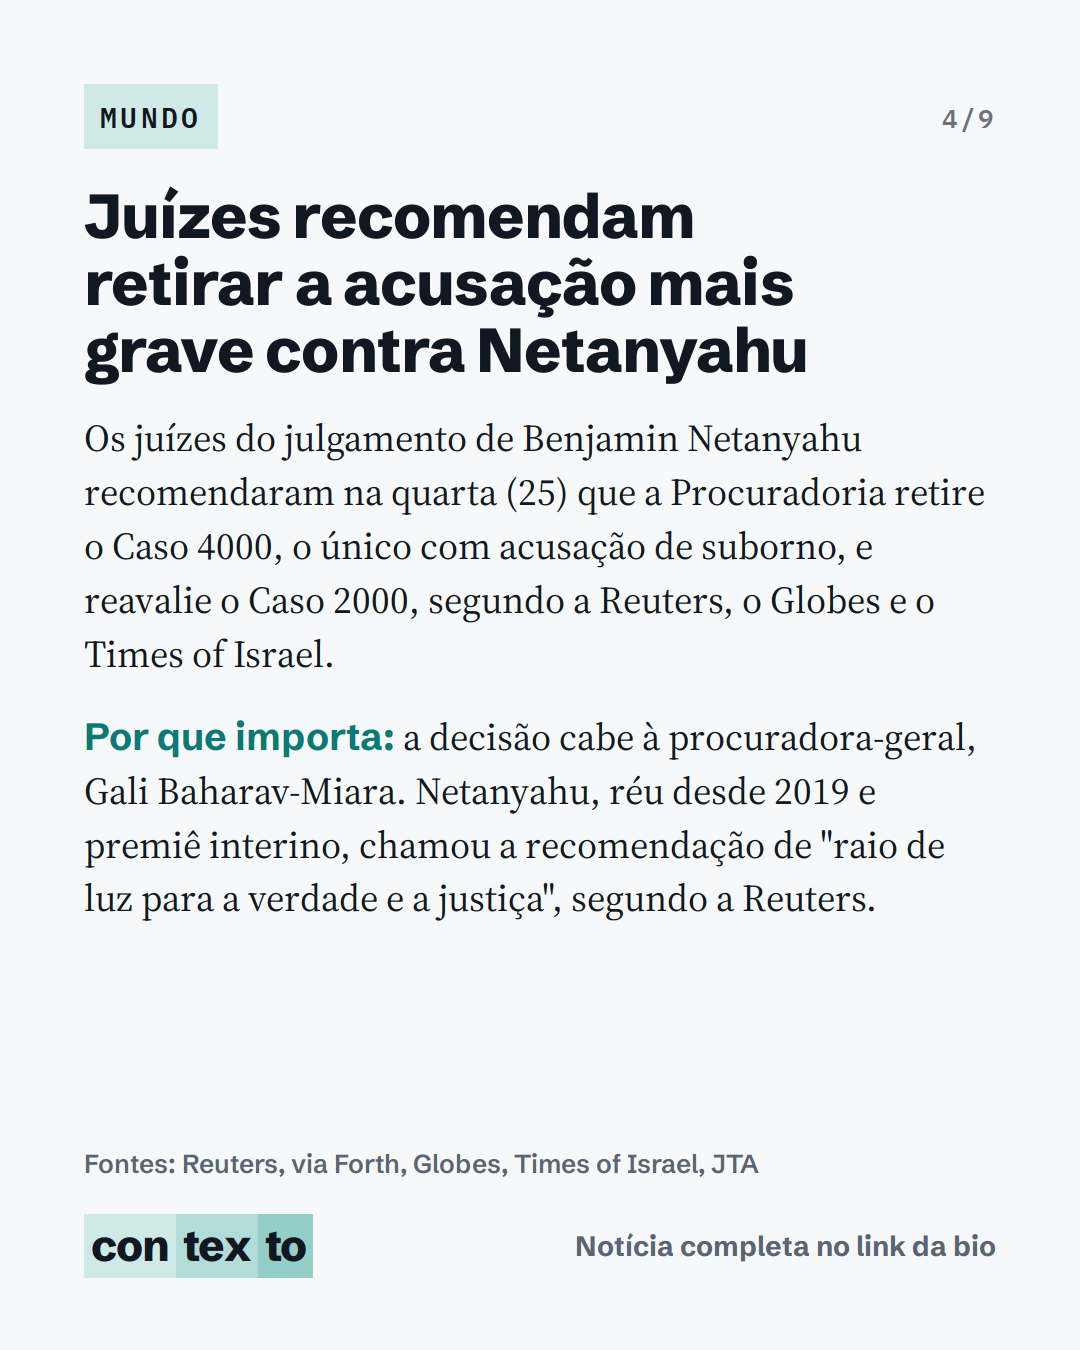 MUNDO
4/9
Juízes recomendam
retirar a acusação mais
grave contra Netanyahu
Os juízes do julgamento de Benjamin Netanyahu
recomendaram na quarta (25) que a Procuradoria retire
o Caso 4000, o único com acusação de suborno, e
reavalie o Caso 2000, segundo a Reuters, o Globes e o
Times of Israel.
Por que importa: a decisão cabe à procuradora-geral,
Gali Baharav-Miara. Netanyahu, réu desde 2019 e
premiê interino, chamou a recomendação de "raio de
luz para a verdade e a justiça", segundo a Reuters.
Fontes: Reuters, via Forth, Globes, Times of Israel, JTA
contexto
Notícia completa no link da bio